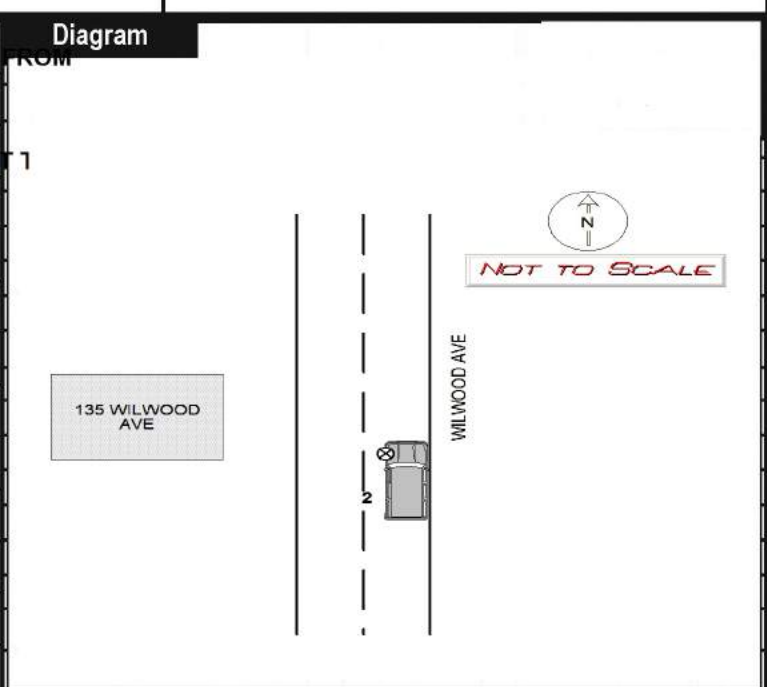 Diagram
FROM
T 1
N
NOT TO SCALE
WILWOOD AVE
135 WILWOOD
AVE
2